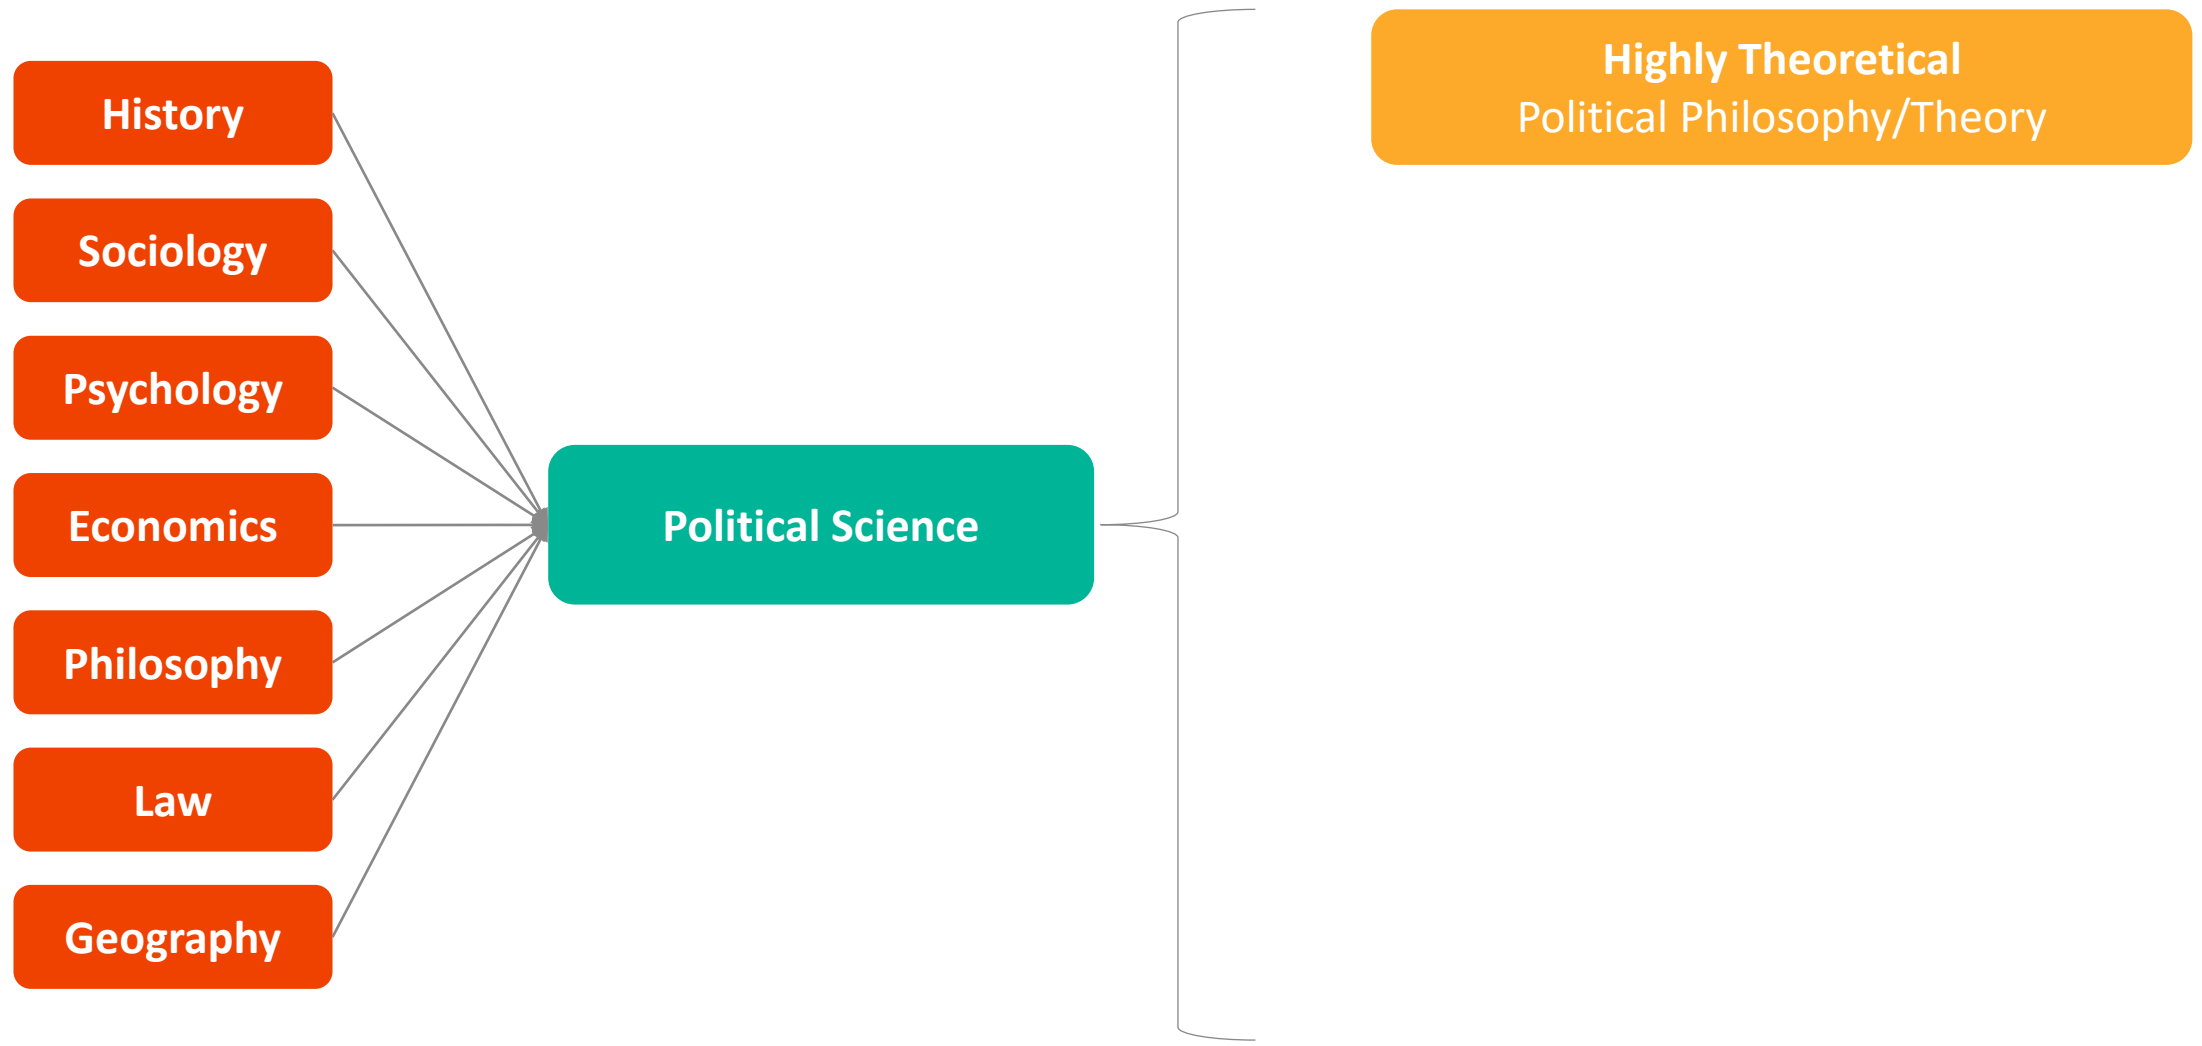 History
Sociology
Psychology
Economics
Philosophy
Law
Geography
Political Science
Highly Theoretical
Political Philosophy/Theory